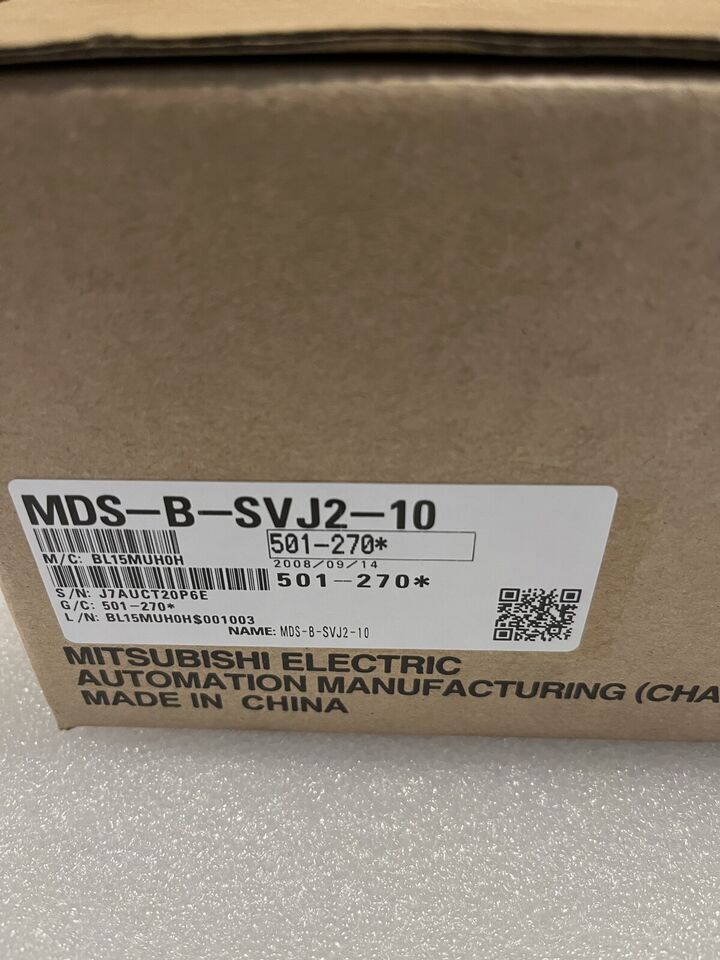 MDS-B-SVJ2-10
501-270*
M/C: BL15MUH0H
2008/09/14
501-270*
S/N: J7AUCT20P6E
G/C: 501-270*
L/N: BL15MUH0H$001003
NAME: MDS-B-SVJ2-10
MITSUBISHI ELECTRIC
AUTOMATION MANUFACTURING (CHA
MADE IN CHINA